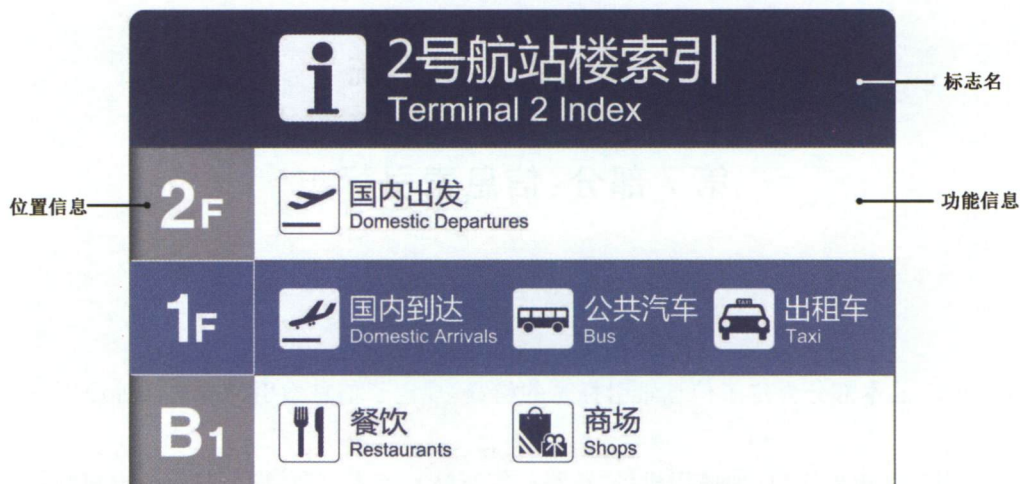 2号航站楼索引
Terminal 2 Index
标志名
位置信息
2F
国内出发
Domestic Departures
功能信息
1F
国内到达
Domestic Arrivals
公共汽车
Bus
TAXI
出租车
Taxi
B1
餐饮
Restaurants
商场
Shops